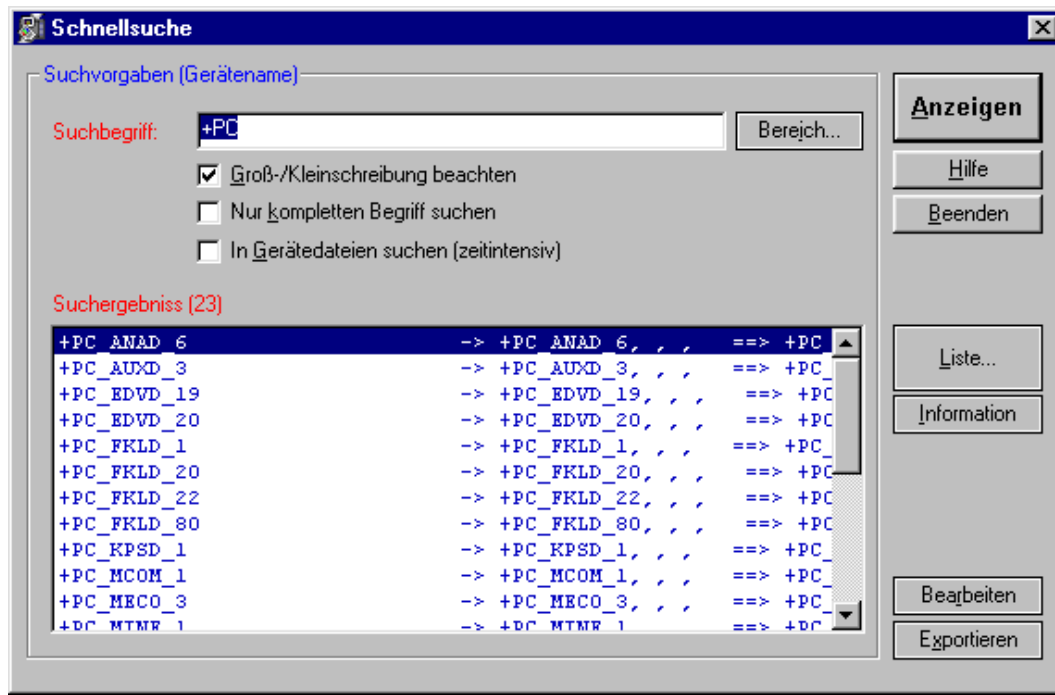 Schnellsuche
Suchvorgaben (Gerätename)
Suchbegriff: +PC Bereich...
Groß-/Kleinschreibung beachten
Nur kompletten Begriff suchen
In Gerätedateien suchen (zeitintensiv)
Suchergebniss (23)
+PC_ANAD_6 -> +PC_ANAD_6, , , ==> +PC_
+PC_AUXD_3 -> +PC_AUXD_3, , , ==> +PC_
+PC_EDVD_19 -> +PC_EDVD_19, , , ==> +PC
+PC_EDVD_20 -> +PC_EDVD_20, , , ==> +PC
+PC_FKLD_1 -> +PC_FKLD_1, , , ==> +PC_
+PC_FKLD_20 -> +PC_FKLD_20, , , ==> +PC
+PC_FKLD_22 -> +PC_FKLD_22, , , ==> +PC
+PC_FKLD_80 -> +PC_FKLD_80, , , ==> +PC
+PC_KPSD_1 -> +PC_KPSD_1, , , ==> +PC_
+PC_MCOM_1 -> +PC_MCOM_1, , , ==> +PC_
+PC_MECO_3 -> +PC_MECO_3, , , ==> +PC_
Anzeigen
Hilfe
Beenden
Liste...
Information
Bearbeiten
Exportieren